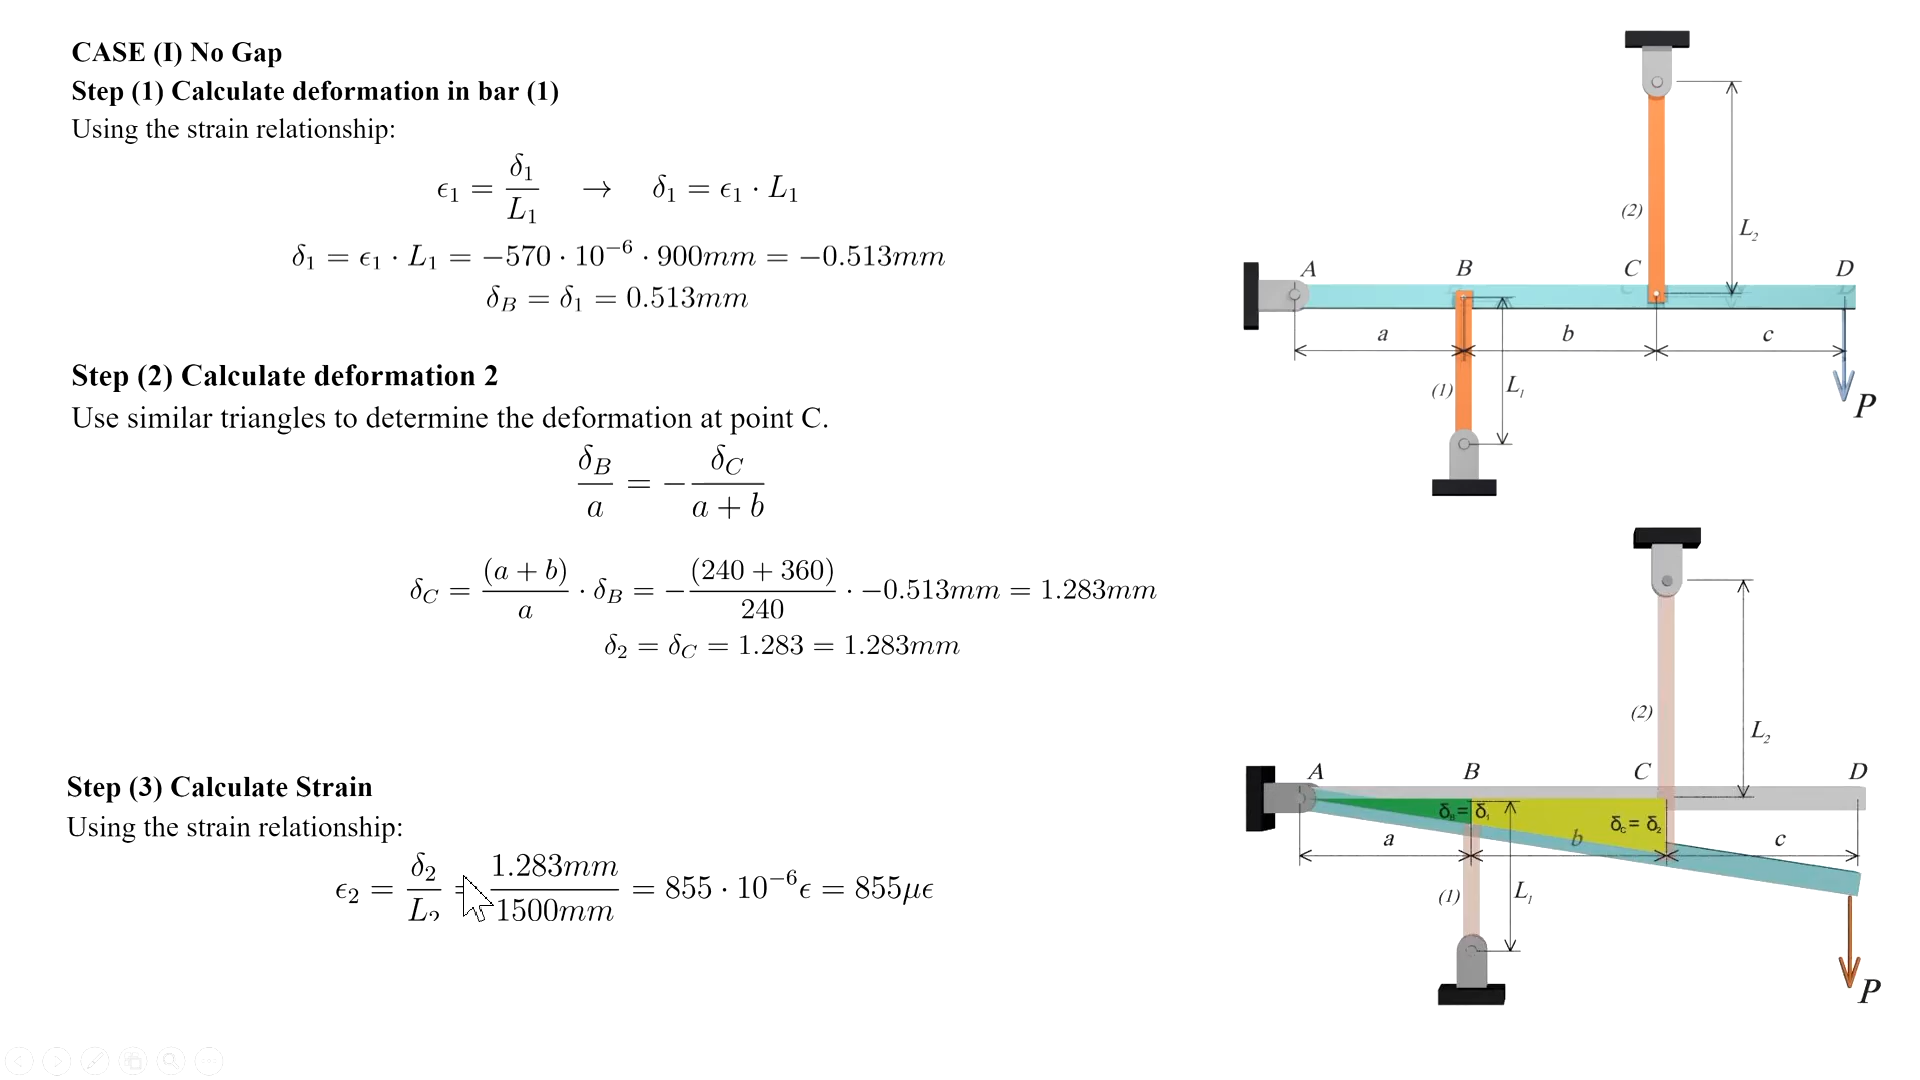 CASE (I) No Gap
Step (1) Calculate deformation in bar (1)
Using the strain relationship:
ϵ₁ = δ₁/L₁ → δ₁ = ϵ₁ · L₁
δ₁ = ϵ₁ · L₁ = −570 · 10⁻⁶ · 900mm = −0.513mm
δ_B = δ₁ = 0.513mm
Step (2) Calculate deformation 2
Use similar triangles to determine the deformation at point C.
δ_B/a = −δ_C/(a + b)
δ_C = (a + b)/a · δ_B = −(240 + 360)/240 · −0.513mm = 1.283mm
δ₂ = δ_C = 1.283 = 1.283mm
Step (3) Calculate Strain
Using the strain relationship:
ϵ₂ = δ₂/L₂ = 1.283mm/1500mm = 855 · 10⁻⁶ϵ = 855μϵ
(2)
L₂
A B C D
a b c
(1)
L₁
P
(2)
L₂
A B C D
δ_B = δ₁
δ_C = δ₂
a b c
(1)
L₁
P